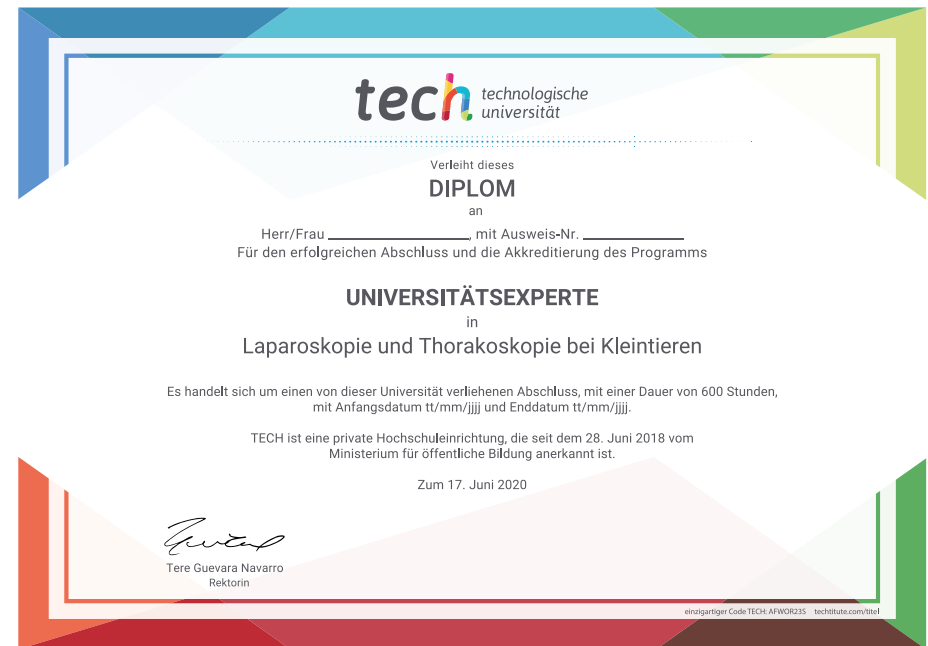 tech technologische
universität
Verleiht dieses
DIPLOM
an
Herr/Frau ____________________, mit Ausweis-Nr. ______________
Für den erfolgreichen Abschluss und die Akkreditierung des Programms
UNIVERSITÄTSEXPERTE
in
Laparoskopie und Thorakoskopie bei Kleintieren
Es handelt sich um einen von dieser Universität verliehenen Abschluss, mit einer Dauer von 600 Stunden,
mit Anfangsdatum tt/mm/jjjj und Enddatum tt/mm/jjjj.
TECH ist eine private Hochschuleinrichtung, die seit dem 28. Juni 2018 vom
Ministerium für öffentliche Bildung anerkannt ist.
Zum 17. Juni 2020
Tere Guevara Navarro
Rektorin
einzigartiger Code TECH: AFWOR23S techtitute.com/titel